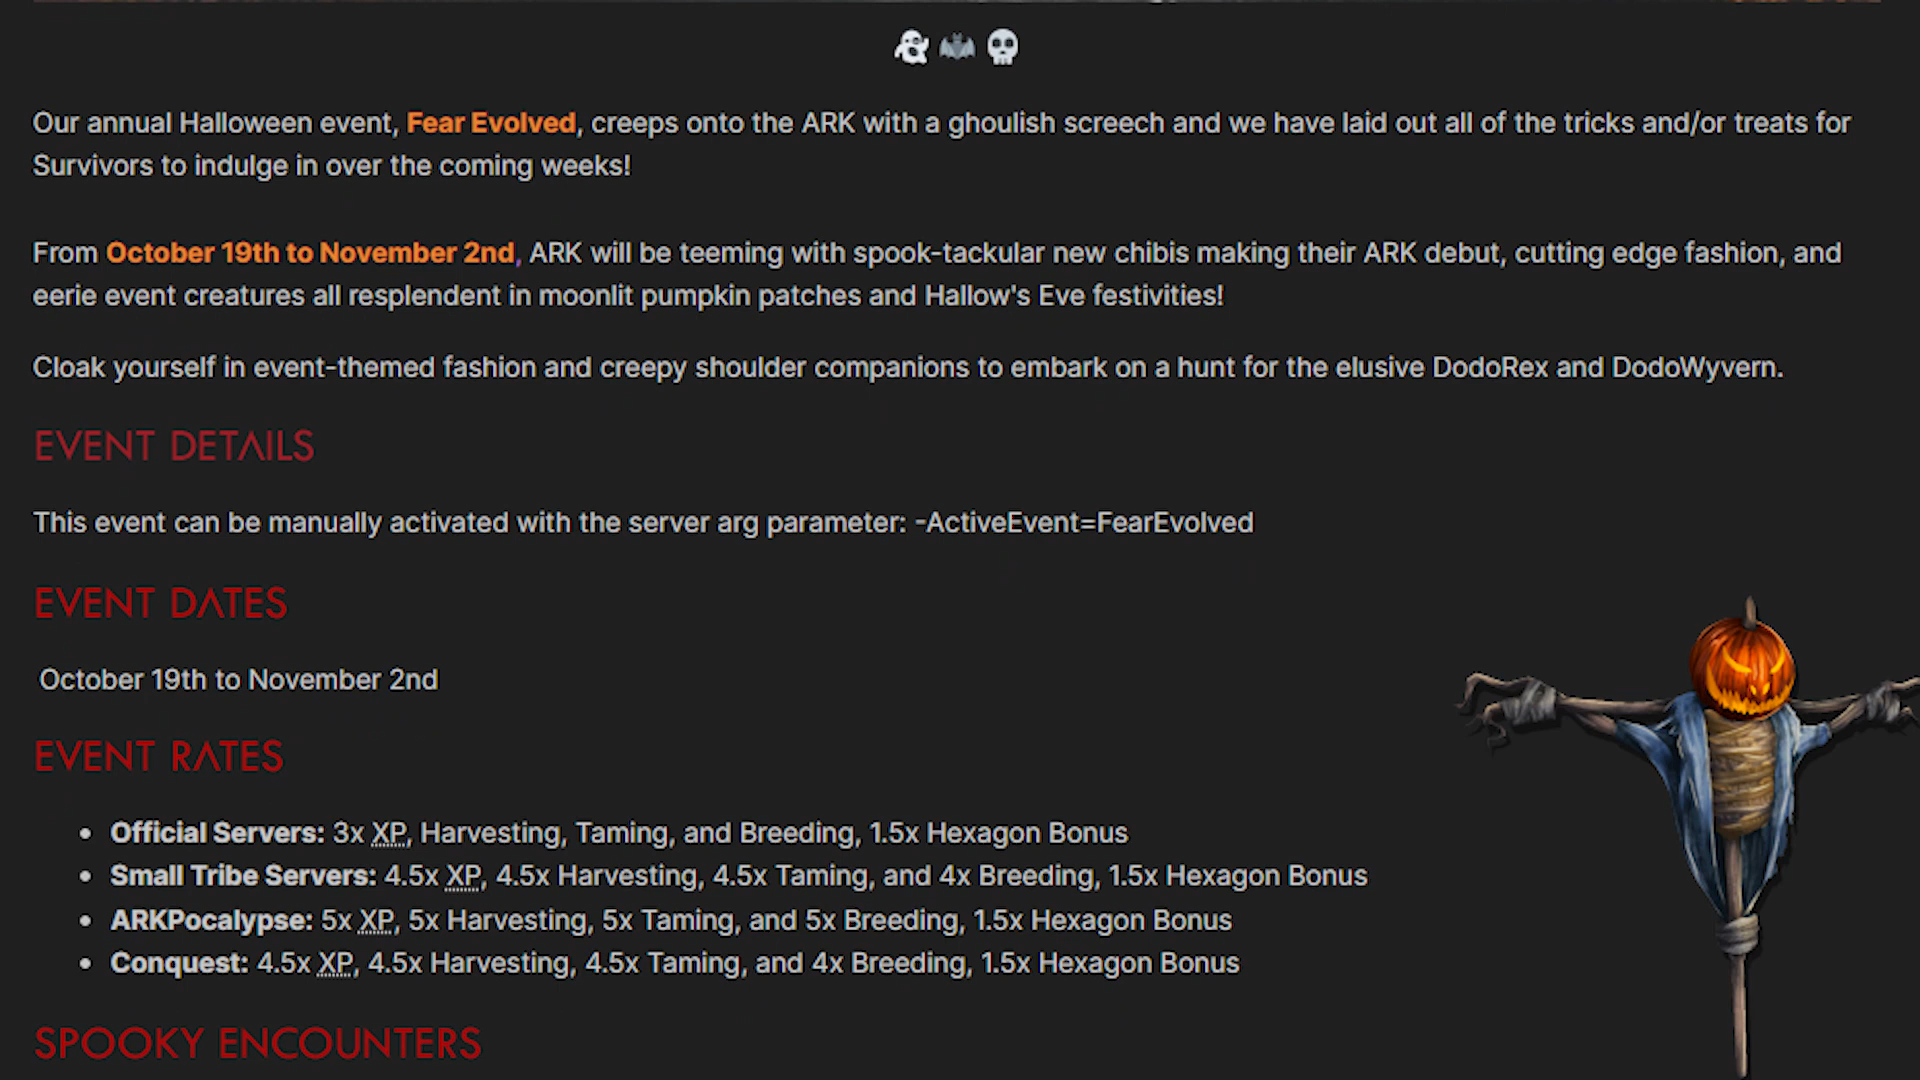 Our annual Halloween event, Fear Evolved, creeps onto the ARK with a ghoulish screech and we have laid out all of the tricks and/or treats for
Survivors to indulge in over the coming weeks!
From October 19th to November 2nd, ARK will be teeming with spook-tackular new chibis making their ARK debut, cutting edge fashion, and
eerie event creatures all resplendent in moonlit pumpkin patches and Hallow's Eve festivities!
Cloak yourself in event-themed fashion and creepy shoulder companions to embark on a hunt for the elusive DodoRex and DodoWyvern.
EVENT DETAILS
This event can be manually activated with the server arg parameter: -ActiveEvent=FearEvolved
EVENT DATES
October 19th to November 2nd
EVENT RATES
• Official Servers: 3x XP, Harvesting, Taming, and Breeding, 1.5x Hexagon Bonus
• Small Tribe Servers: 4.5x XP, 4.5x Harvesting, 4.5x Taming, and 4x Breeding, 1.5x Hexagon Bonus
• ARKPocalypse: 5x XP, 5x Harvesting, 5x Taming, and 5x Breeding, 1.5x Hexagon Bonus
• Conquest: 4.5x XP, 4.5x Harvesting, 4.5x Taming, and 4x Breeding, 1.5x Hexagon Bonus
SPOOKY ENCOUNTERS